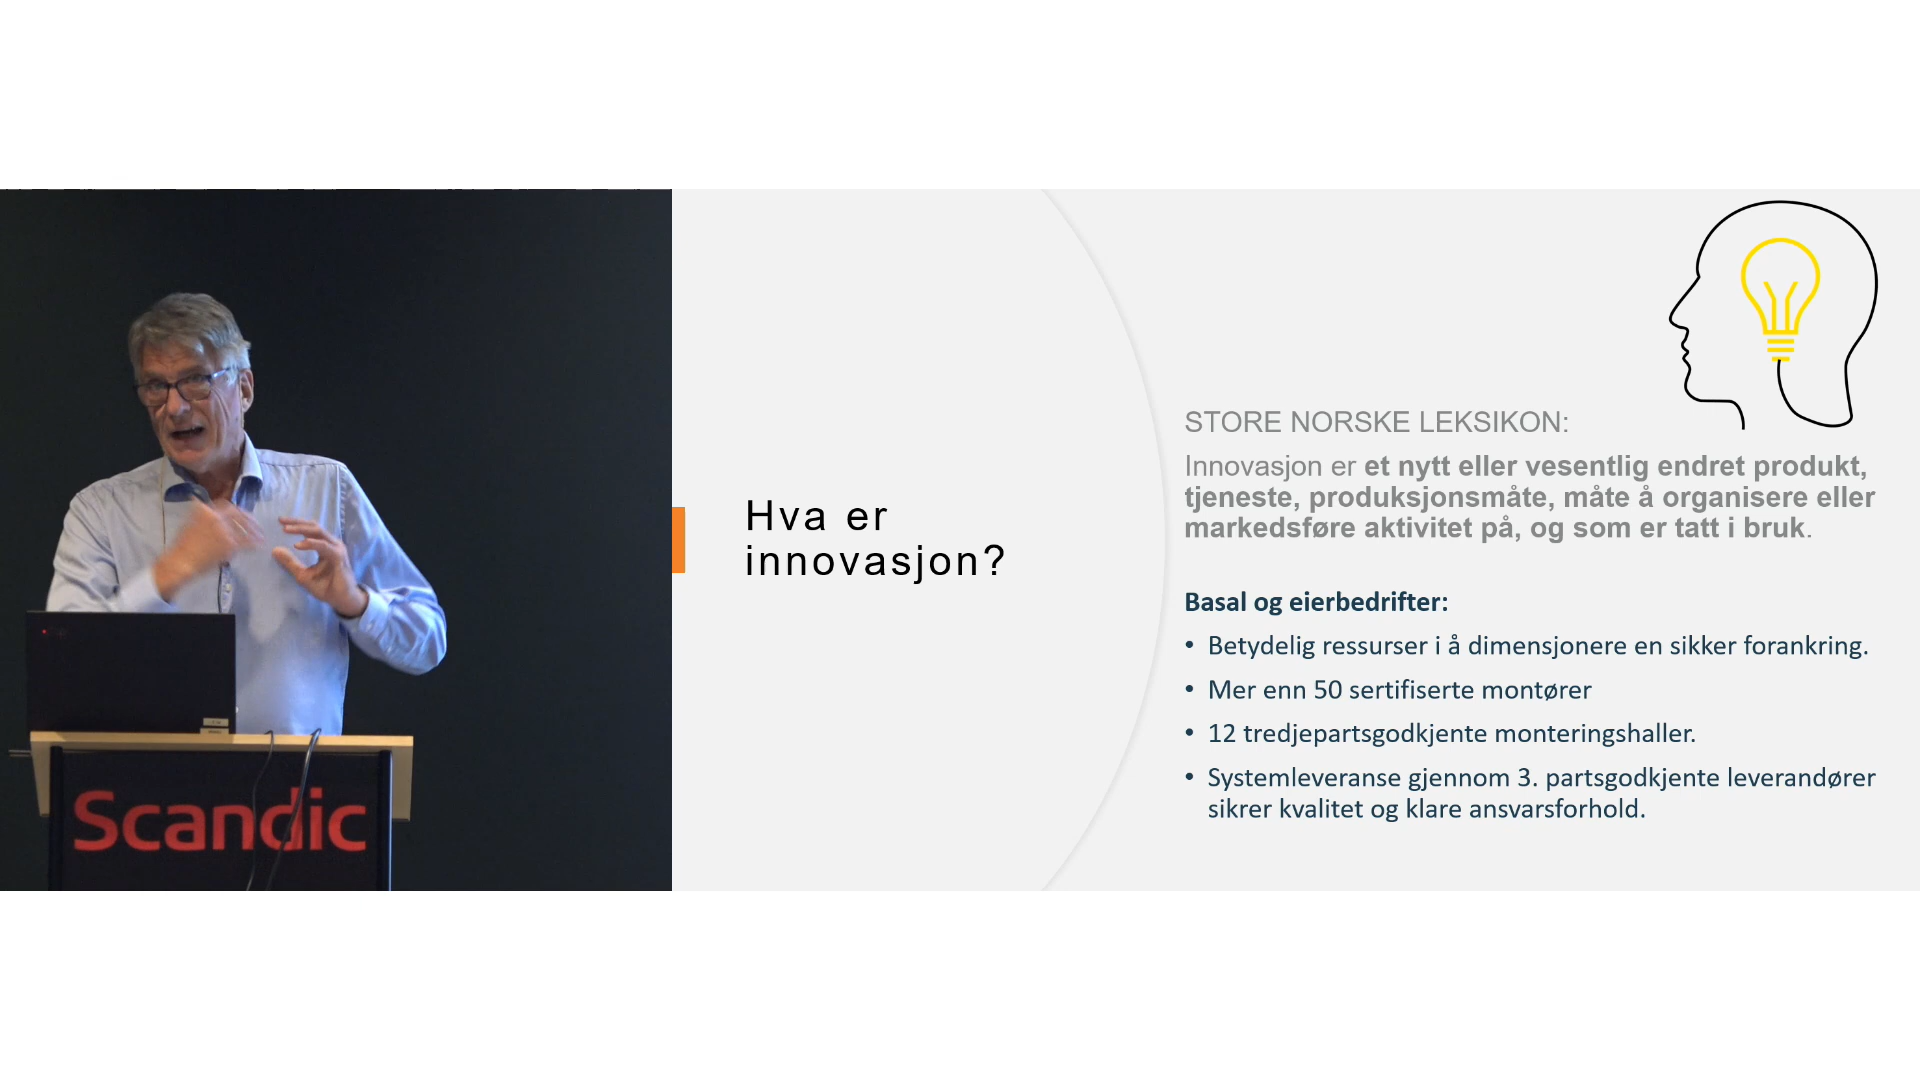 Scandic
Hva er
innovasjon?
STORE NORSKE LEKSIKON:
Innovasjon er et nytt eller vesentlig endret produkt,
tjeneste, produksjonsmåte, måte å organisere eller
markedsføre aktivitet på, og som er tatt i bruk.
Basal og eierbedrifter:
• Betydelig ressurser i å dimensjonere en sikker forankring.
• Mer enn 50 sertifiserte montører
• 12 tredjepartsgodkjente monteringshaller.
• Systemleveranse gjennom 3. partsgodkjente leverandører
sikrer kvalitet og klare ansvarsforhold.